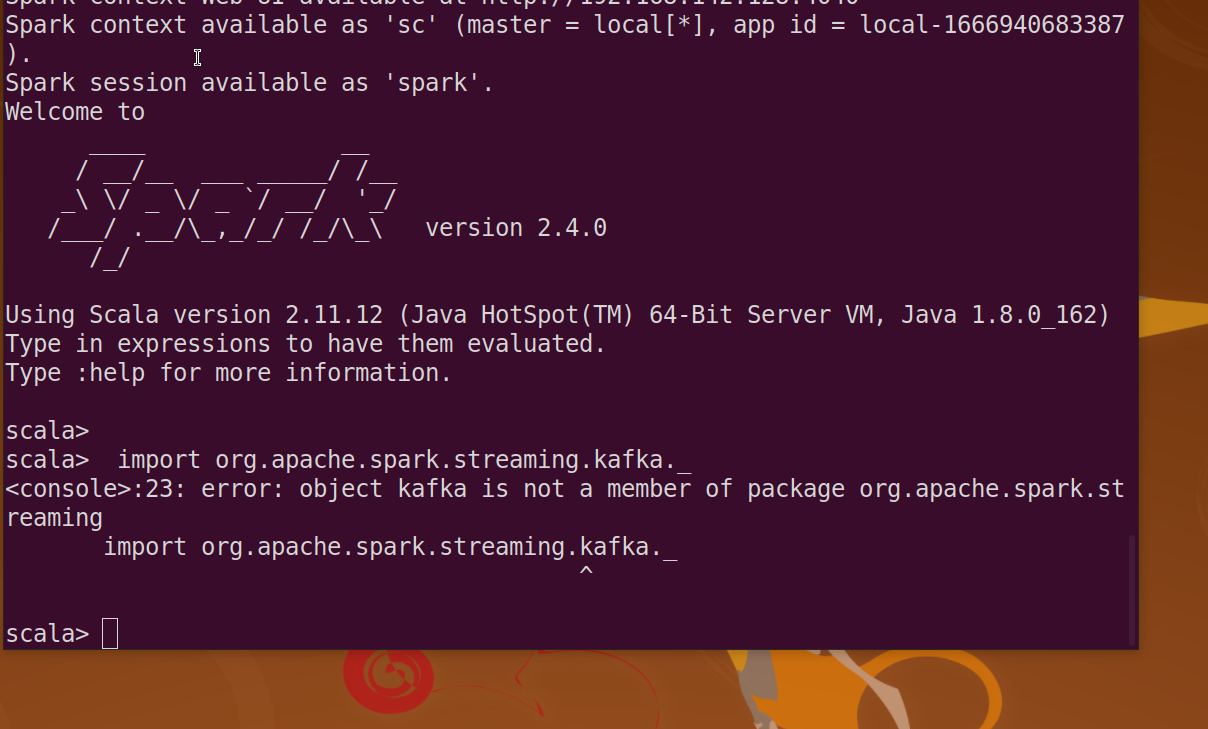 Spark context available as 'sc' (master = local[*], app id = local-1666940683387
).
Spark session available as 'spark'.
Welcome to
      ____              __
     / __/__  ___ _____/ /__
    _\ \/ _ \/ _ `/ __/  '_/
   /___/ .__/\_,_/_/ /_/\_\   version 2.4.0
      /_/
Using Scala version 2.11.12 (Java HotSpot(TM) 64-Bit Server VM, Java 1.8.0_162)
Type in expressions to have them evaluated.
Type :help for more information.
scala>
scala>  import org.apache.spark.streaming.kafka._
<console>:23: error: object kafka is not a member of package org.apache.spark.st
reaming
       import org.apache.spark.streaming.kafka._
                                         ^
scala>